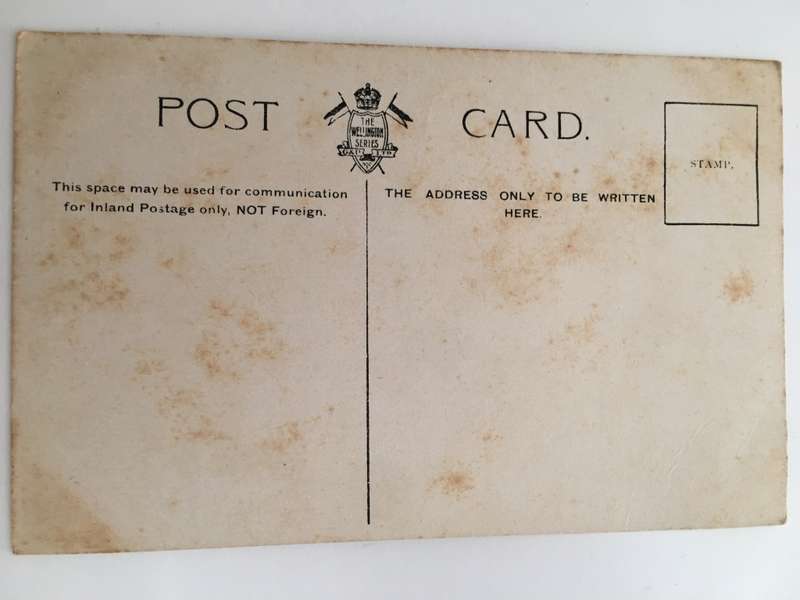 POST CARD.
THE
WELLINGTON
SERIES
STAMP.
This space may be used for communication
for Inland Postage only, NOT Foreign.
THE ADDRESS ONLY TO BE WRITTEN
HERE.